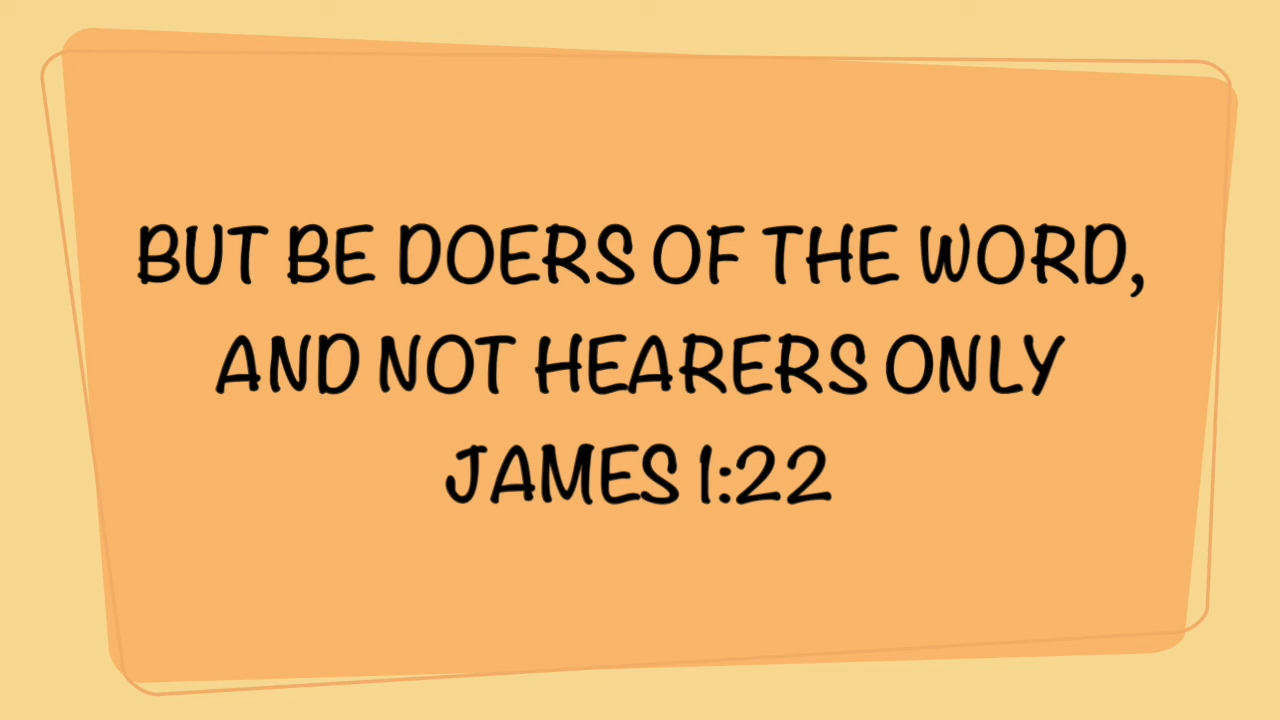 BUT BE DOERS OF THE WORD,
AND NOT HEARERS ONLY
JAMES 1:22